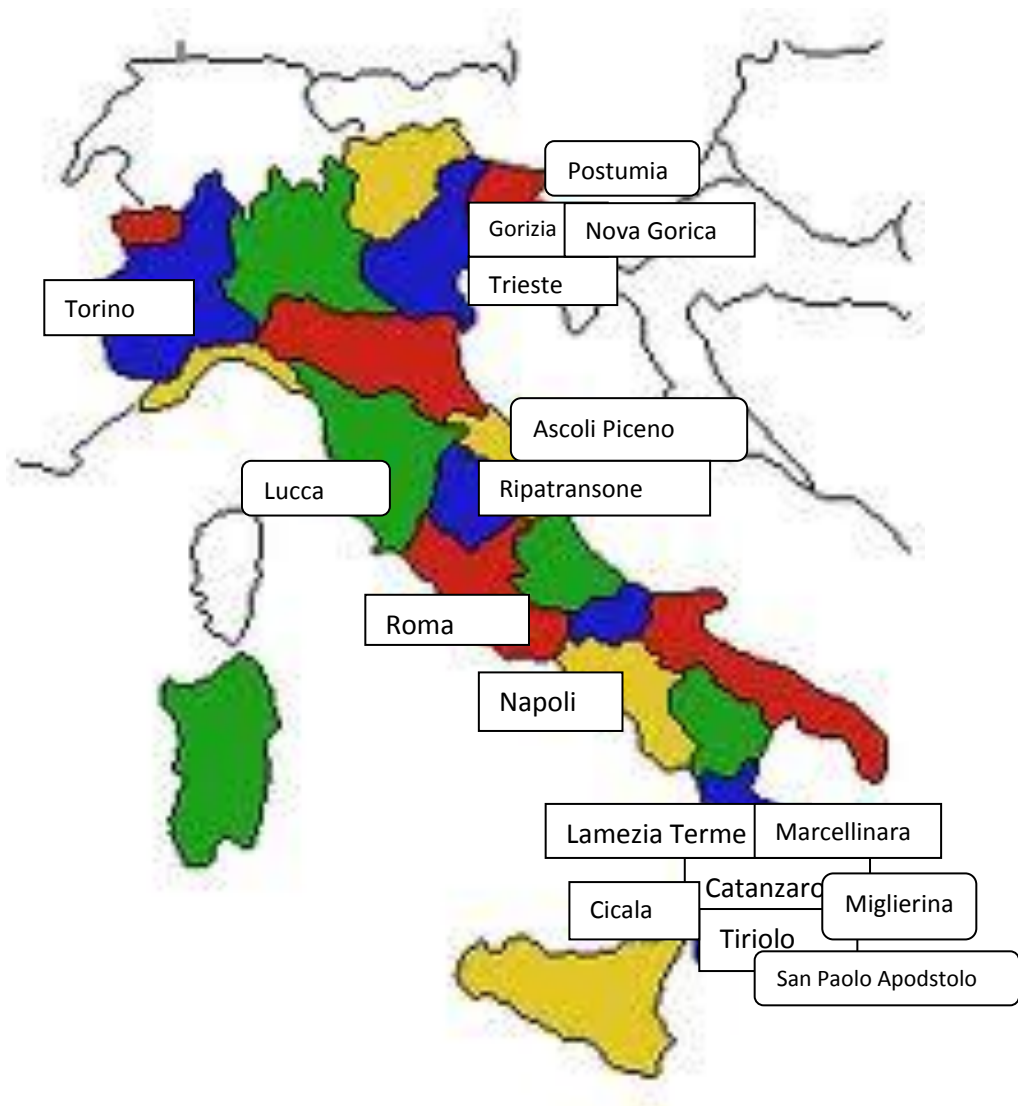 Postumia
Gorizia
Nova Gorica
Trieste
Torino
Ascoli Piceno
Lucca
Ripatransone
Roma
Napoli
Lamezia Terme
Marcellinara
Catanzaro
Miglierina
Cicala
Tiriolo
San Paolo Apodstolo